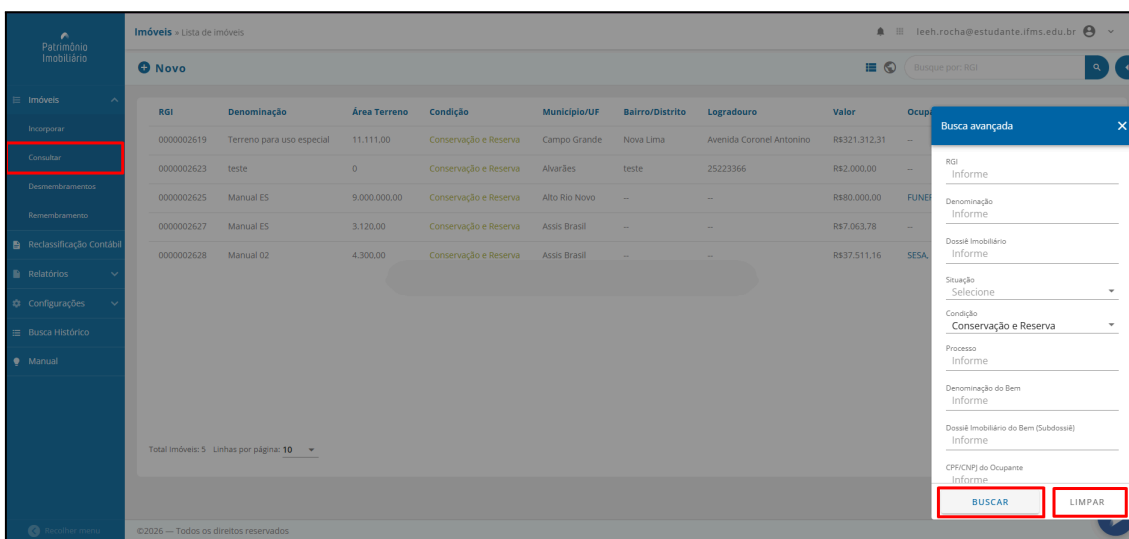 Patrimônio
Imobiliário
Imóveis » Lista de imóveis
leeh.rocha@estudante.ifms.edu.br
Novo
Busque por: RGI
Imóveis
Incorporar
Consultar
Desmembramentos
Remembramento
Reclassificação Contábil
Relatórios
Configurações
Busca Histórico
Manual
Recolher menu
RGI Denominação Área Terreno Condição Município/UF Bairro/Distrito Logradouro Valor Ocup
0000002619 Terreno para uso especial 11.111,00 Conservação e Reserva Campo Grande Nova Lima Avenida Coronel Antonino R$321.312,31 --
0000002623 teste 0 Conservação e Reserva Alvarães teste 25223366 R$2.000,00 --
0000002625 Manual ES 9.000.000,00 Conservação e Reserva Alto Rio Novo -- -- R$80.000,00 FUNE
0000002627 Manual ES 3.120,00 Conservação e Reserva Assis Brasil -- -- R$7.063,78 --
0000002628 Manual 02 4.300,00 Conservação e Reserva Assis Brasil -- -- R$37.511,16 SESA,
Total Imóveis: 5 Linhas por página: 10
©2026 — Todos os direitos reservados
Busca avançada
RGI
Informe
Denominação
Informe
Dossiê Imobiliário
Informe
Situação
Selecione
Condição
Conservação e Reserva
Processo
Informe
Denominação do Bem
Informe
Dossiê Imobiliário do Bem (Subdossiê)
Informe
CPF/CNPJ do Ocupante
Informe
BUSCAR
LIMPAR